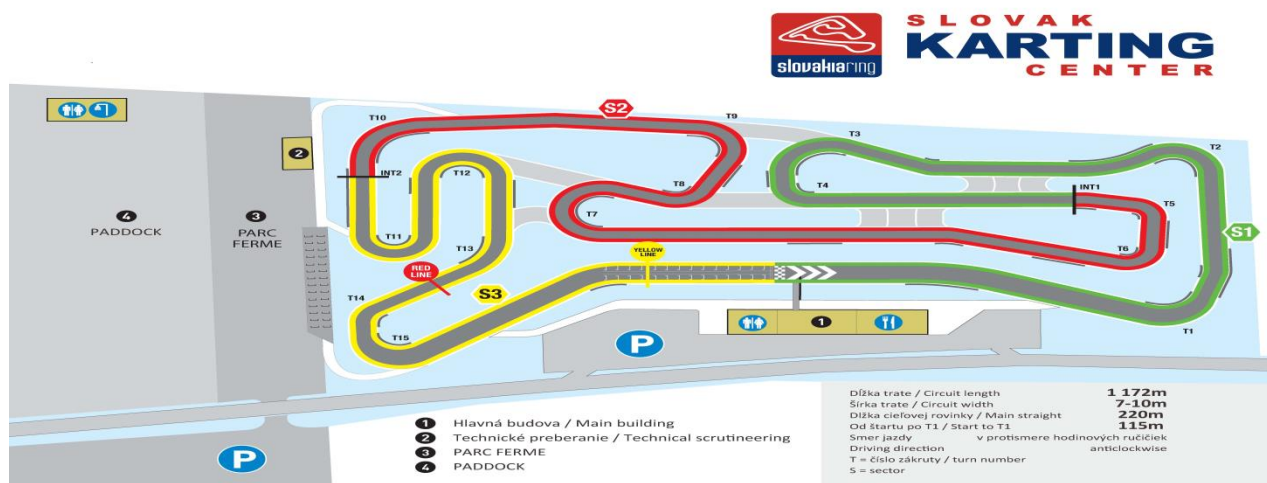 SLOVAK
KARTING
CENTER
slovakiaring
S2
T10
T9
T3
T2
2
INT2
T12
T8
T4
INT1
T5
4
PADDOCK
3
PARC
FERME
T7
T11
T13
T6
S1
YELLOW
LINE
RED
LINE
S3
T14
T15
T1
1
P
P
1 Hlavná budova / Main building
2 Technické preberanie / Technical scrutineering
3 PARC FERME
4 PADDOCK
Dĺžka trate / Circuit length 1 172m
Šírka trate / Circuit width 7-10m
Dĺžka cieľovej rovinky / Main straight 220m
Od štartu po T1 / Start to T1 115m
Smer jazdy v protismere hodinových ručičiek
Driving direction anticlockwise
T = číslo zákruty / turn number
S = sector